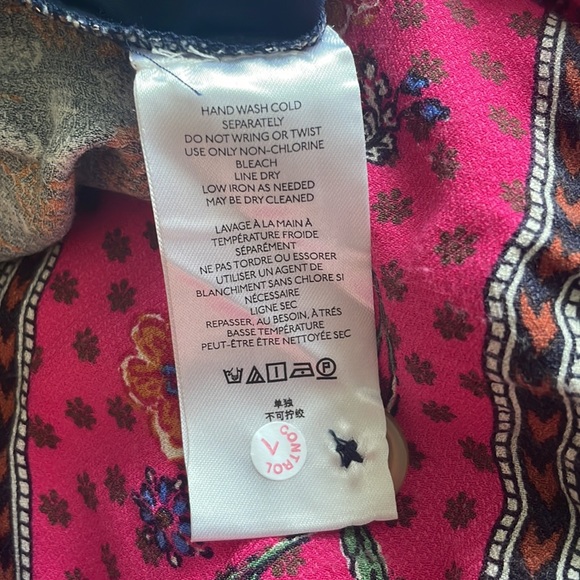 HAND WASH COLD
SEPARATELY
DO NOT WRING OR TWIST
USE ONLY NON-CHLORINE
BLEACH
LINE DRY
LOW IRON AS NEEDED
MAY BE DRY CLEANED
LAVAGE À LA MAIN À
TEMPÉRATURE FROIDE
SÉPARÉMENT
NE PAS TORDRE OU ESSORER
UTILISER UN AGENT DE
BLANCHIMENT SANS CHLORE SI
NÉCESSAIRE
LIGNE SEC
REPASSER, AU BESOIN, À TRÉS
BASSE TEMPÉRATURE
PEUT-ÊTRE ÊTRE NETTOYÉE SEC
单独
不可拧绞
CONTROL